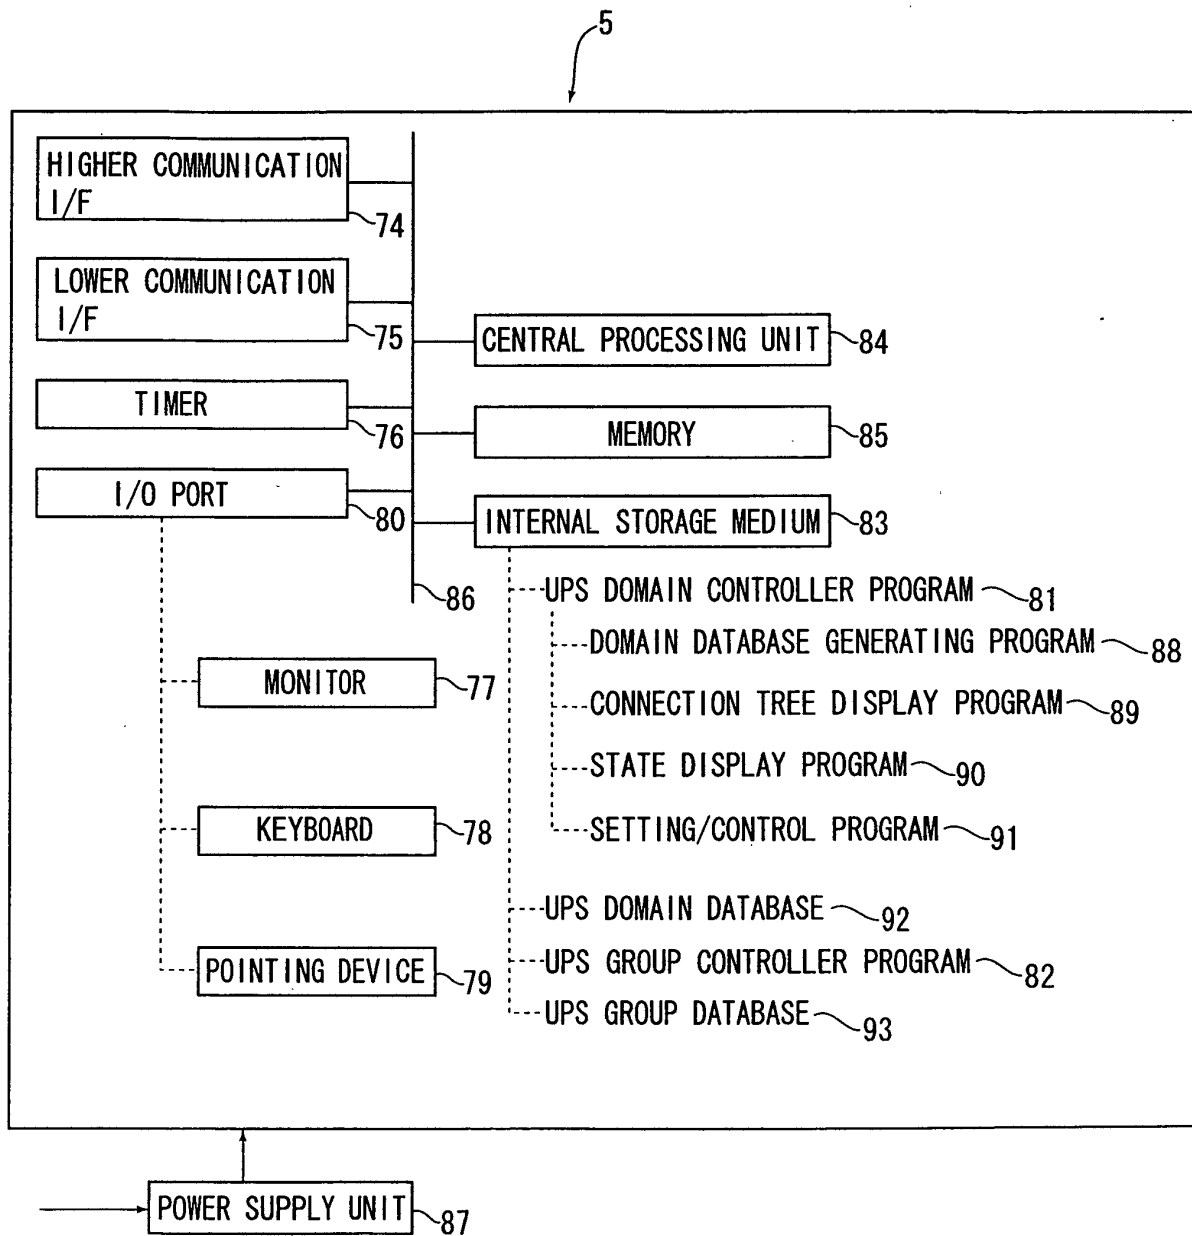 5
HIGHER COMMUNICATION
I/F
74
LOWER COMMUNICATION
I/F
75
TIMER
76
I/O PORT
80
86
CENTRAL PROCESSING UNIT
84
MEMORY
85
INTERNAL STORAGE MEDIUM
83
UPS DOMAIN CONTROLLER PROGRAM
81
DOMAIN DATABASE GENERATING PROGRAM
88
CONNECTION TREE DISPLAY PROGRAM
89
STATE DISPLAY PROGRAM
90
SETTING/CONTROL PROGRAM
91
UPS DOMAIN DATABASE
92
UPS GROUP CONTROLLER PROGRAM
82
UPS GROUP DATABASE
93
MONITOR
77
KEYBOARD
78
POINTING DEVICE
79
POWER SUPPLY UNIT
87